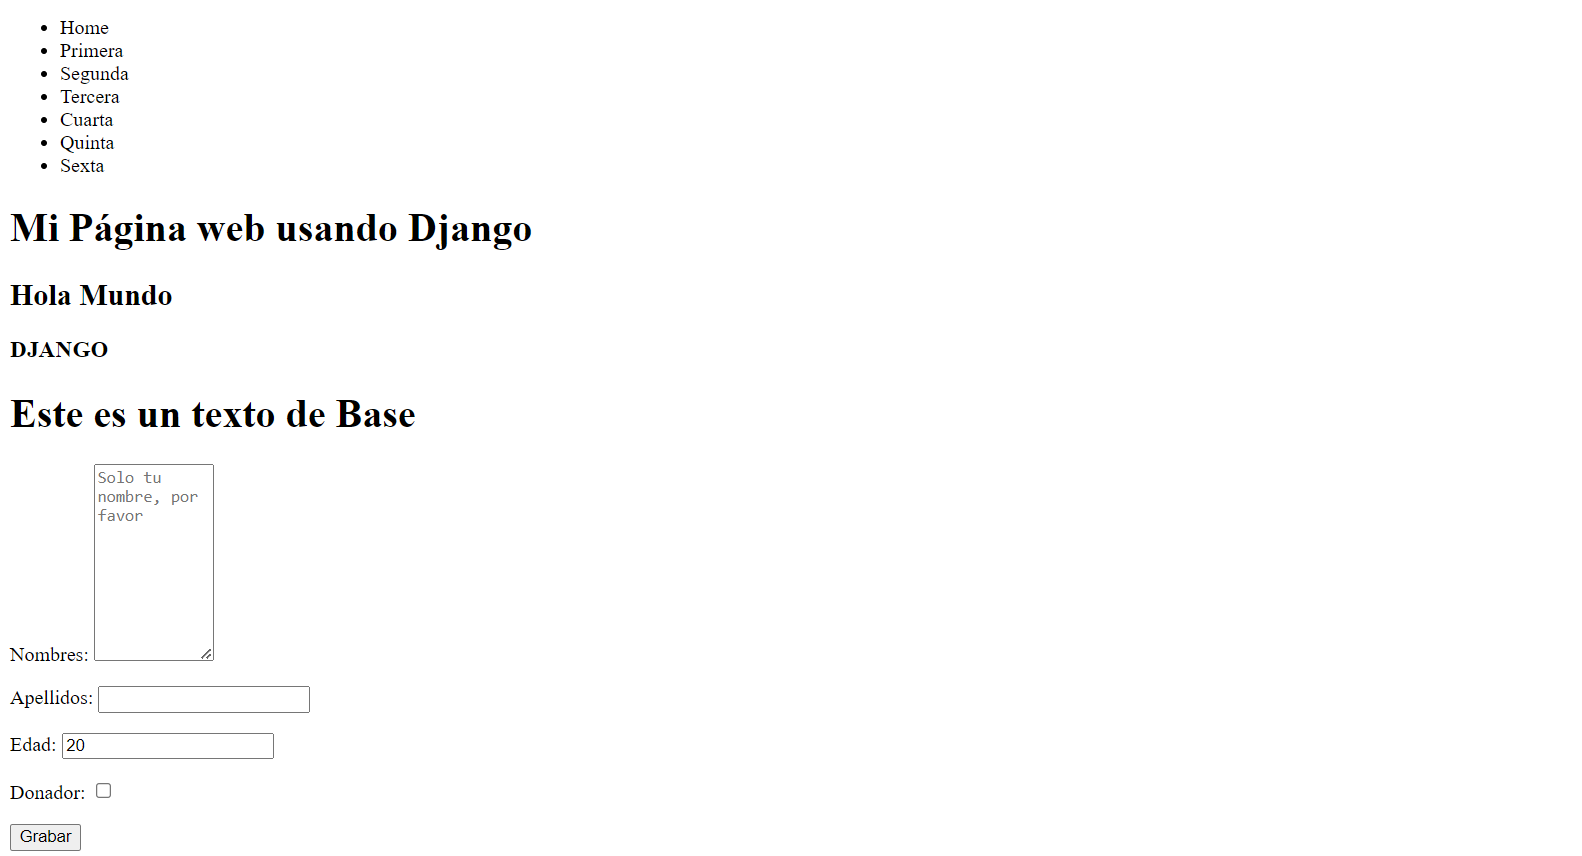 Home
Primera
Segunda
Tercera
Cuarta
Quinta
Sexta
Mi Página web usando Django
Hola Mundo
DJANGO
Este es un texto de Base
Solo tu
nombre, por
favor
Nombres:
Apellidos:
Edad: 20
Donador:
Grabar